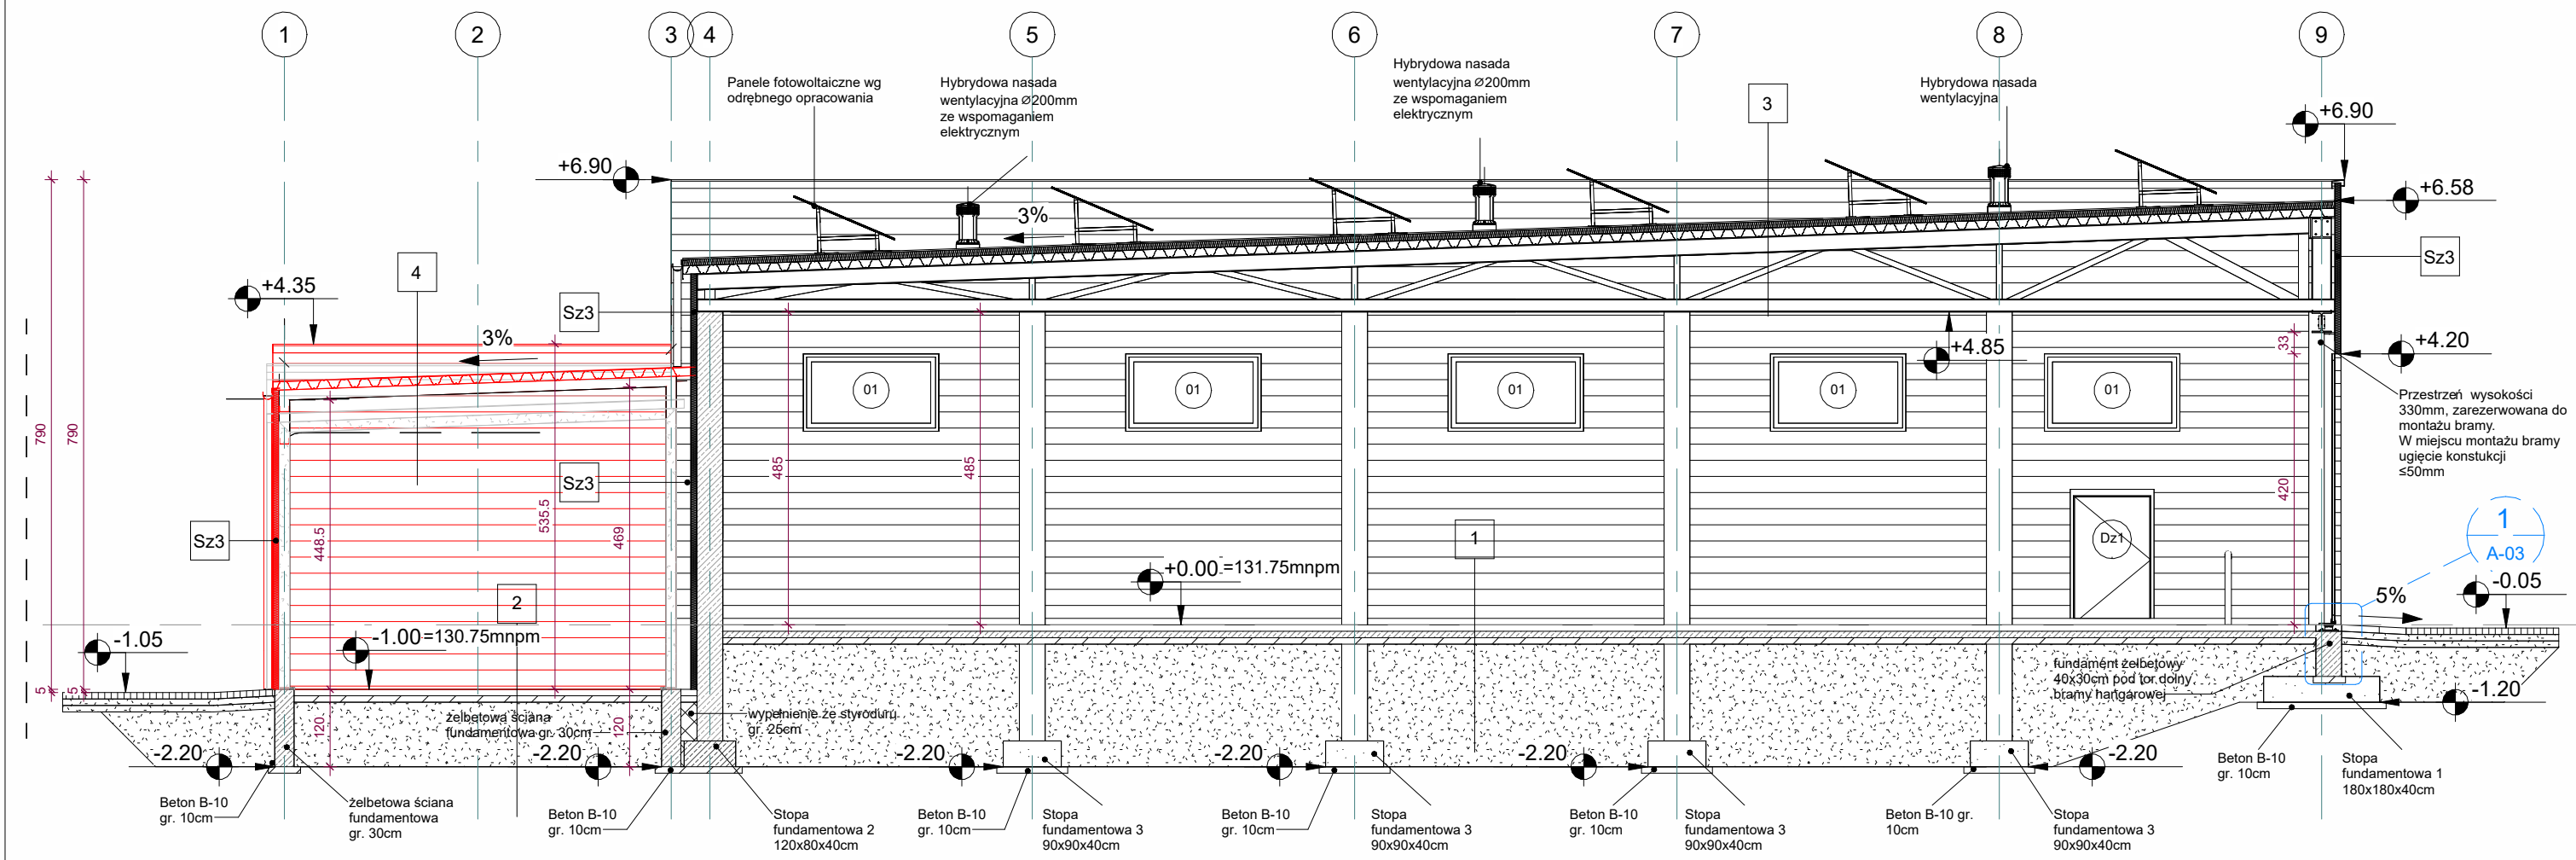 1
2
3
4
5
6
7
8
9
Panele fotowoltaiczne wg
odrębnego opracowania
Hybrydowa nasada
wentylacyjna ⌀200mm
ze wspomaganiem
elektrycznym
Hybrydowa nasada
wentylacyjna ⌀200mm
ze wspomaganiem
elektrycznym
3
Hybrydowa nasada
wentylacyjna
+6.90
+6.90
+6.58
3%
Sz3
4
+4.35
Sz3
3%
+4.85
33
+4.20
01
01
01
01
01
Przestrzeń wysokości
330mm, zarezerwowana do
montażu bramy.
W miejscu montażu bramy
ugięcie konstukcji
≤50mm
790
790
485
485
420
Sz3
448.5
535.5
469
Sz3
1
Dz1
1
A-03
+0.00=131.75mnpm
-0.05
5%
2
-1.05
-1.00=130.75mnpm
5
5
fundament żelbetowy
40x30cm pod tor dolny
bramy hangarowej
-1.20
120
żelbetowa ściana
fundamentowa gr. 30cm
120
wypełnienie ze styroduru
gr. 25cm
-2.20
-2.20
-2.20
-2.20
-2.20
-2.20
Beton B-10
gr. 10cm
żelbetowa ściana
fundamentowa
gr. 30cm
Beton B-10
gr. 10cm
Stopa
fundamentowa 2
120x80x40cm
Beton B-10
gr. 10cm
Stopa
fundamentowa 3
90x90x40cm
Beton B-10
gr. 10cm
Stopa
fundamentowa 3
90x90x40cm
Beton B-10
gr. 10cm
Stopa
fundamentowa 3
90x90x40cm
Beton B-10 gr.
10cm
Stopa
fundamentowa 3
90x90x40cm
Beton B-10
gr. 10cm
Stopa
fundamentowa 1
180x180x40cm